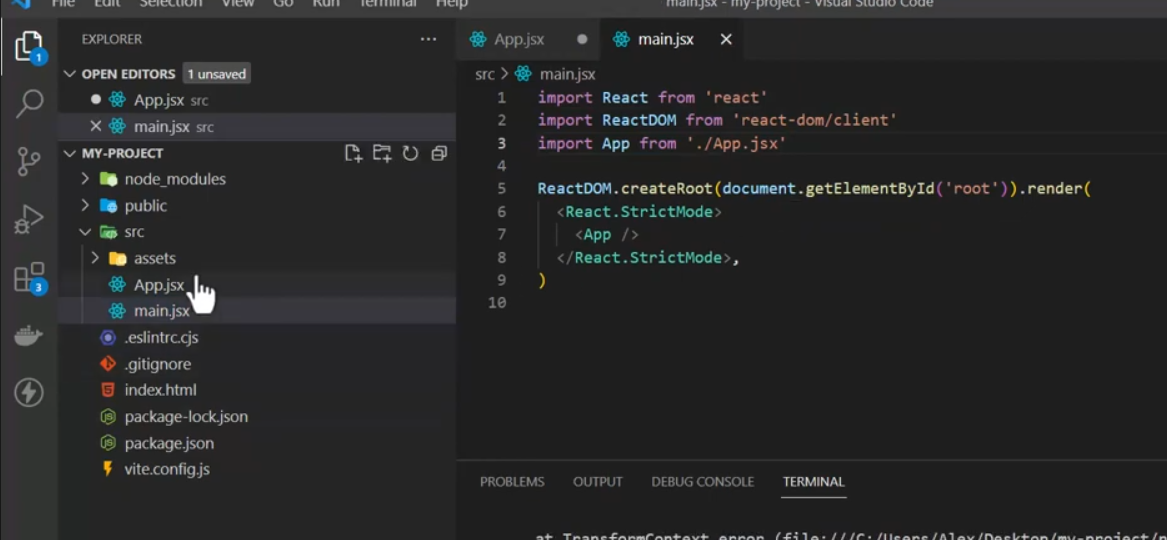 File Edit Selection View Go Run Terminal Help
main.jsx - my-project - Visual Studio Code
EXPLORER
OPEN EDITORS 1 unsaved
App.jsx src
main.jsx src
MY-PROJECT
node_modules
public
src
assets
App.jsx
main.jsx
.eslintrc.cjs
.gitignore
index.html
package-lock.json
package.json
vite.config.js
1
3
App.jsx
main.jsx
src > main.jsx
1 import React from 'react'
2 import ReactDOM from 'react-dom/client'
3 import App from './App.jsx'
4
5 ReactDOM.createRoot(document.getElementById('root')).render(
6 <React.StrictMode>
7 <App />
8 </React.StrictMode>,
9 )
10
PROBLEMS OUTPUT DEBUG CONSOLE TERMINAL
at TransformContext.error (file:///C:/Users/Alex/Desktop/my-project/